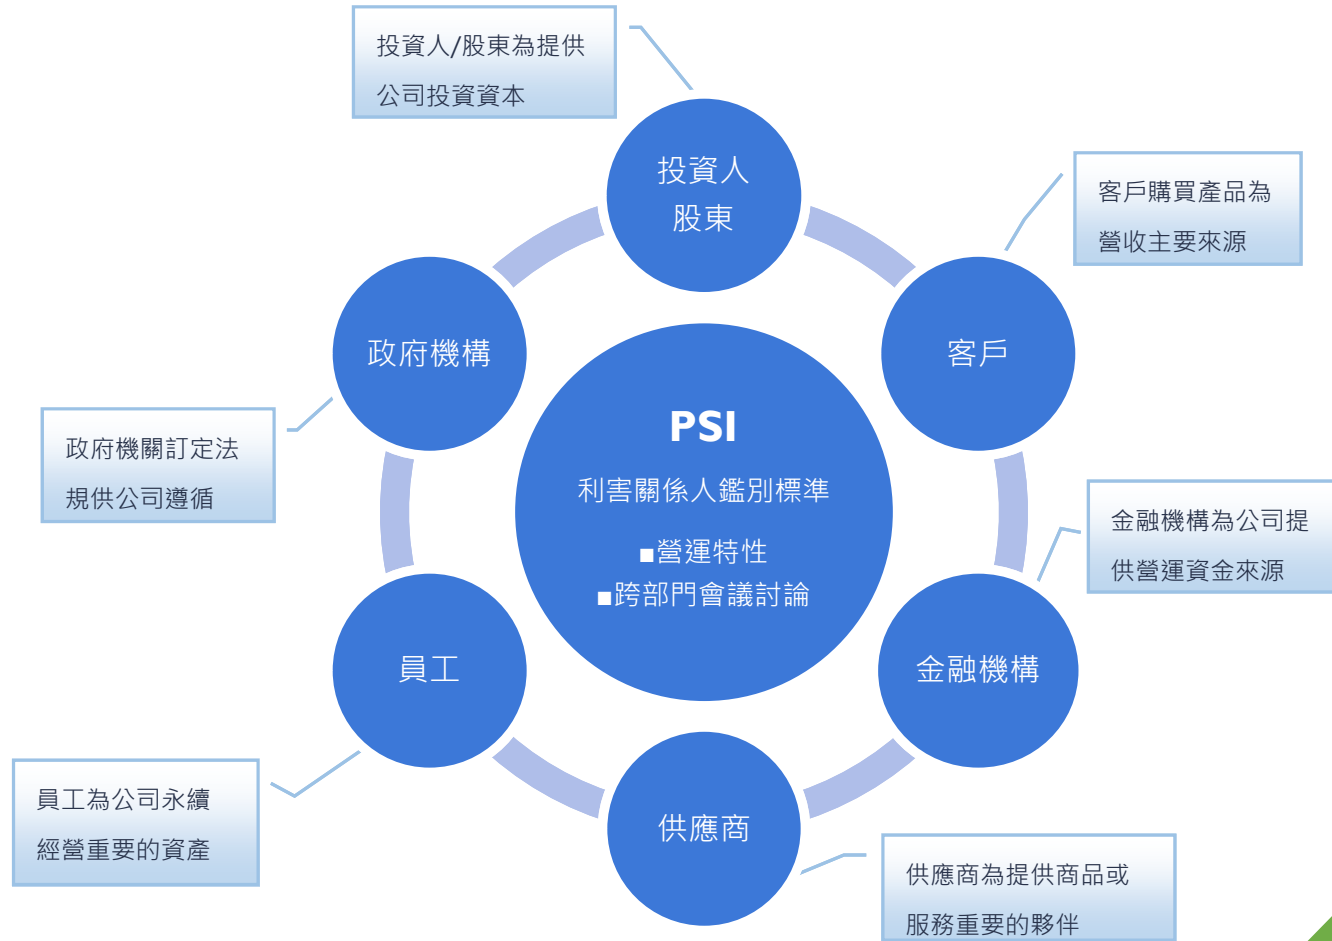 投資人/股東為提供
公司投資資本
投資人
股東
客戶購買產品為
營收主要來源
政府機構
客戶
PSI
利害關係人鑑別標準
■營運特性
■跨部門會議討論
政府機關訂定法
規供公司遵循
金融機構為公司提
供營運資金來源
員工
金融機構
員工為公司永續
經營重要的資產
供應商
供應商為提供商品或
服務重要的夥伴